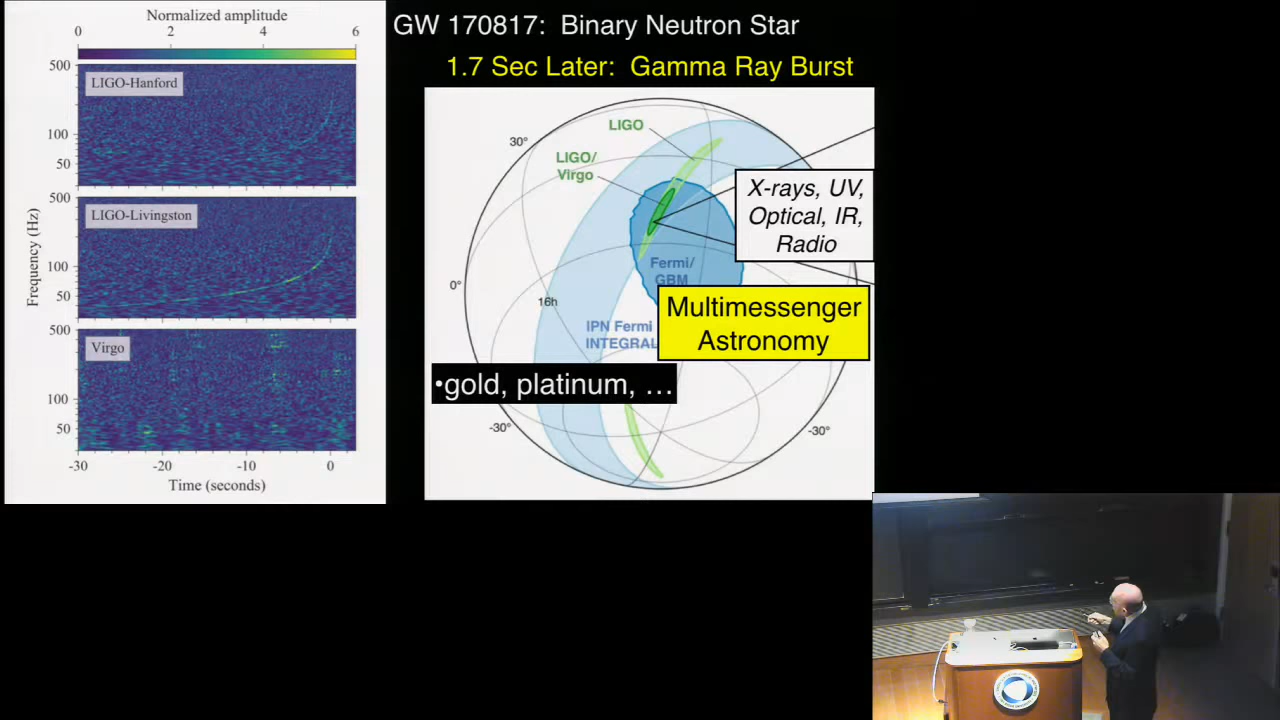 Normalized amplitude
0 2 4 6
500
LIGO-Hanford
100
50
500
LIGO-Livingston
100
50
500
Virgo
100
50
Frequency (Hz)
-30 -20 -10 0
Time (seconds)
GW 170817: Binary Neutron Star
1.7 Sec Later: Gamma Ray Burst
LIGO
30°
LIGO/
Virgo
X-rays, UV,
Optical, IR,
Radio
Fermi/
GBM
0°
16h
Multimessenger
Astronomy
IPN Fermi
INTEGRAL
•gold, platinum, …
-30°
-30°